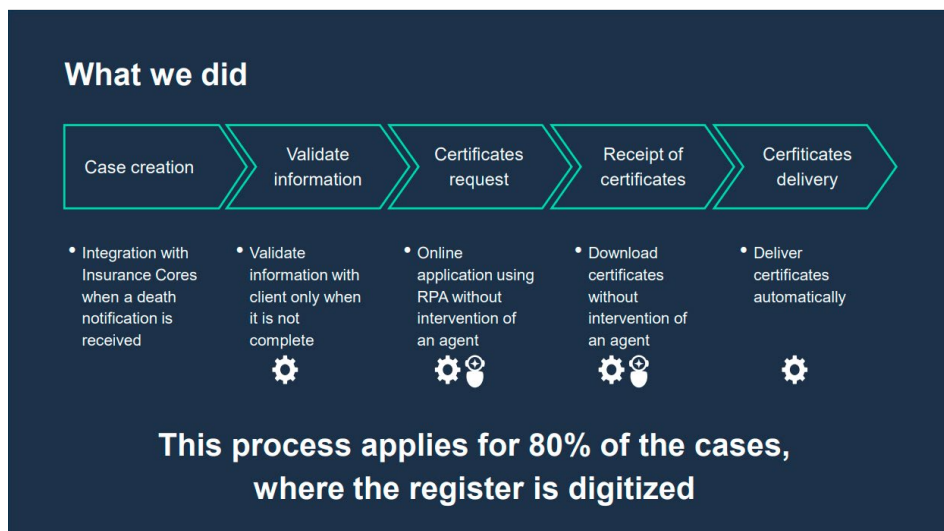 What we did
Case creation
Validate
information
Certificates
request
Receipt of
certificates
Cerfiticates
delivery
• Integration with
Insurance Cores
when a death
notification is
received
• Validate
information with
client only when
it is not
complete
• Online
application using
RPA without
intervention of
an agent
• Download
certificates
without
intervention of
an agent
• Deliver
certificates
automatically
This process applies for 80% of the cases,
where the register is digitized